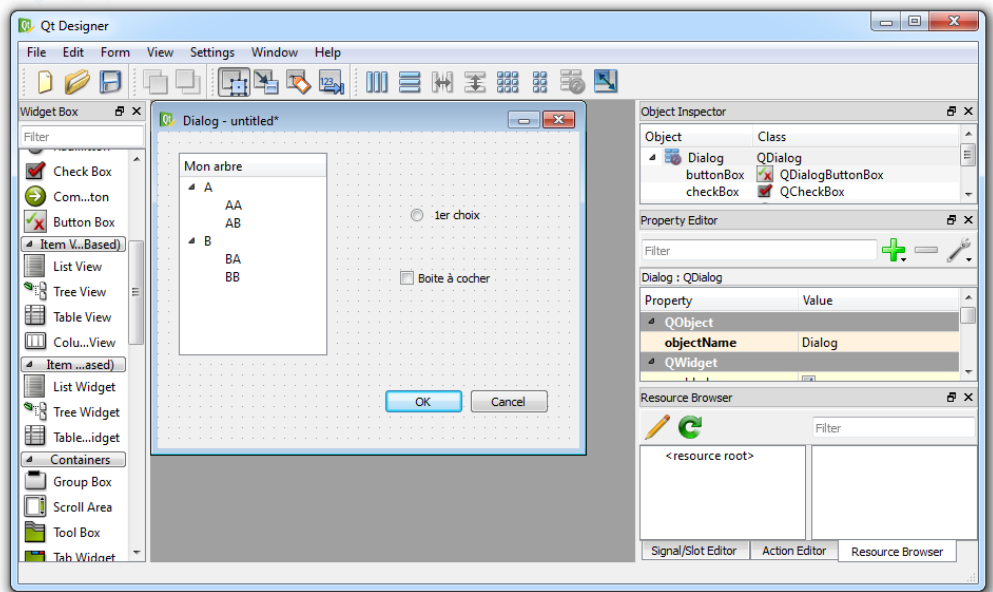 Qt Designer
File Edit Form View Settings Window Help
123
Widget Box
Filter
Check Box
Com...ton
Button Box
Item V...Based)
List View
Tree View
Table View
Colu...View
Item ...ased)
List Widget
Tree Widget
Table...idget
Containers
Group Box
Scroll Area
Tool Box
Tab Widget
Dialog - untitled*
Mon arbre
A
AA
AB
B
BA
BB
1er choix
Boite à cocher
OK Cancel
Object Inspector
Object Class
Dialog QDialog
buttonBox QDialogButtonBox
checkBox QCheckBox
Property Editor
Filter
Dialog : QDialog
Property Value
QObject
objectName Dialog
QWidget
Resource Browser
Filter
<resource root>
Signal/Slot Editor Action Editor Resource Browser